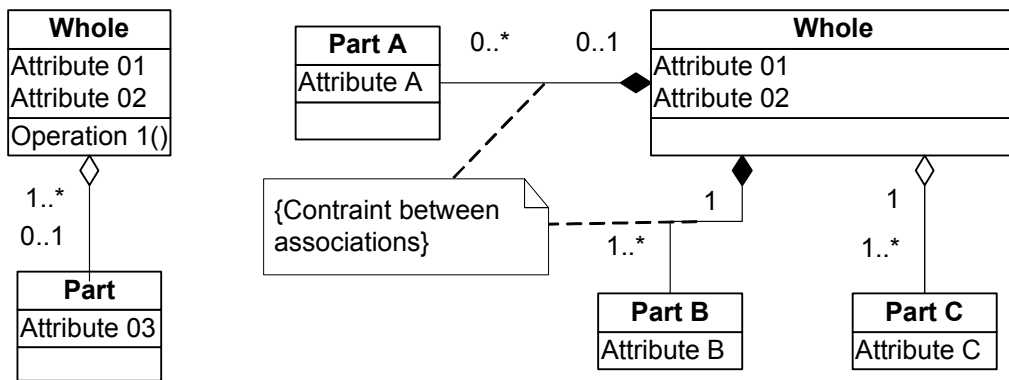 Whole
Attribute 01
Attribute 02
Operation 1()
1..*
0..1
Part
Attribute 03
Part A
Attribute A
0..*
0..1
Whole
Attribute 01
Attribute 02
{Contraint between
associations}
1
1..*
Part B
Attribute B
1
1..*
Part C
Attribute C